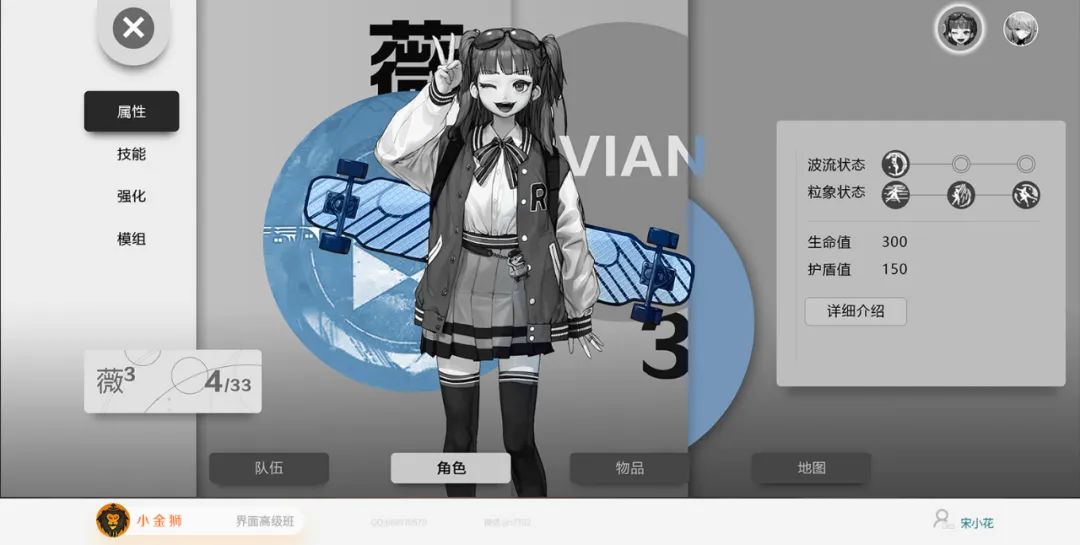 薇
属性
技能
强化
模组
VIAN
R
波流状态
粒象状态
生命值 300
护盾值 150
详细介绍
3
薇3 4/33
队伍
角色
物品
地图
小金狮
界面高级班
宋小花